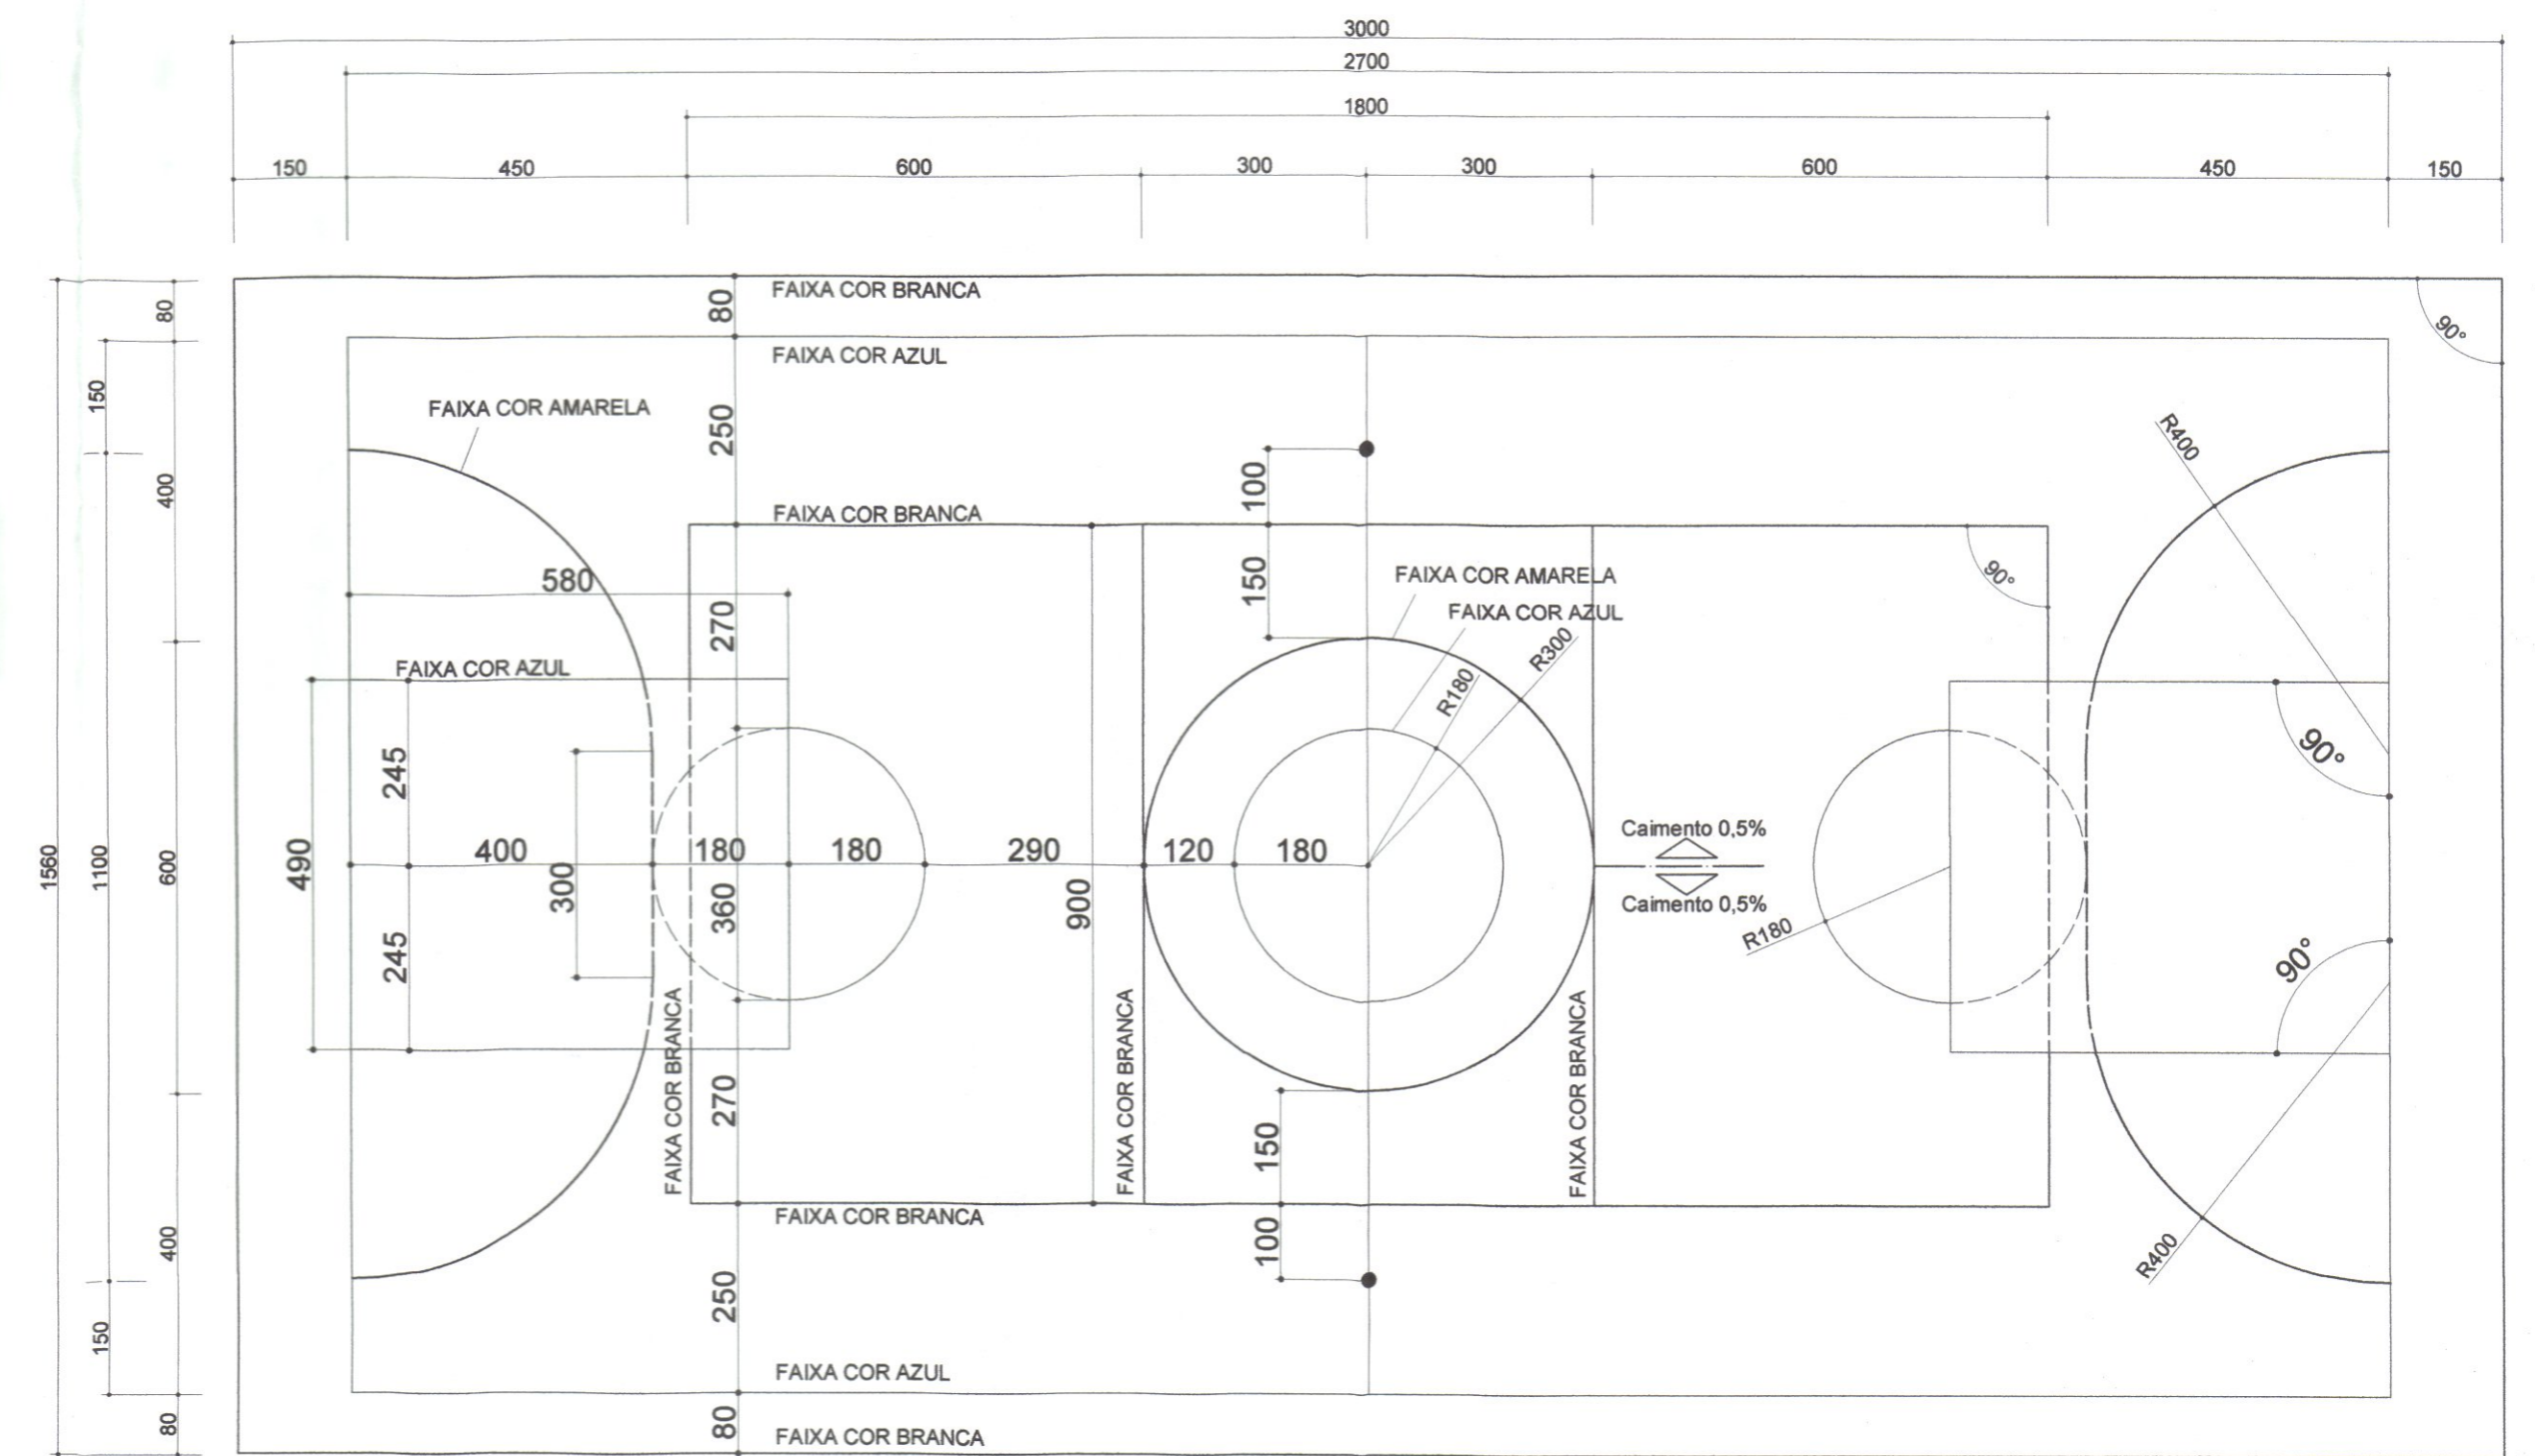 3000
2700
1800
150 450 600 300 300 600 450 150
80
80
FAIXA COR BRANCA
90°
FAIXA COR AZUL
150
FAIXA COR AMARELA
250
R400
400
100
FAIXA COR BRANCA
150
90°
FAIXA COR AMARELA
580
FAIXA COR AZUL
270
R300
FAIXA COR AZUL
R180
90°
245
Caimento 0,5%
1560
1100
600
490
400
300
180
180
290
120
180
360
900
Caimento 0,5%
R180
245
90°
FAIXA COR BRANCA
FAIXA COR BRANCA
FAIXA COR BRANCA
270
150
FAIXA COR BRANCA
400
100
R400
250
150
FAIXA COR AZUL
80
80
FAIXA COR BRANCA